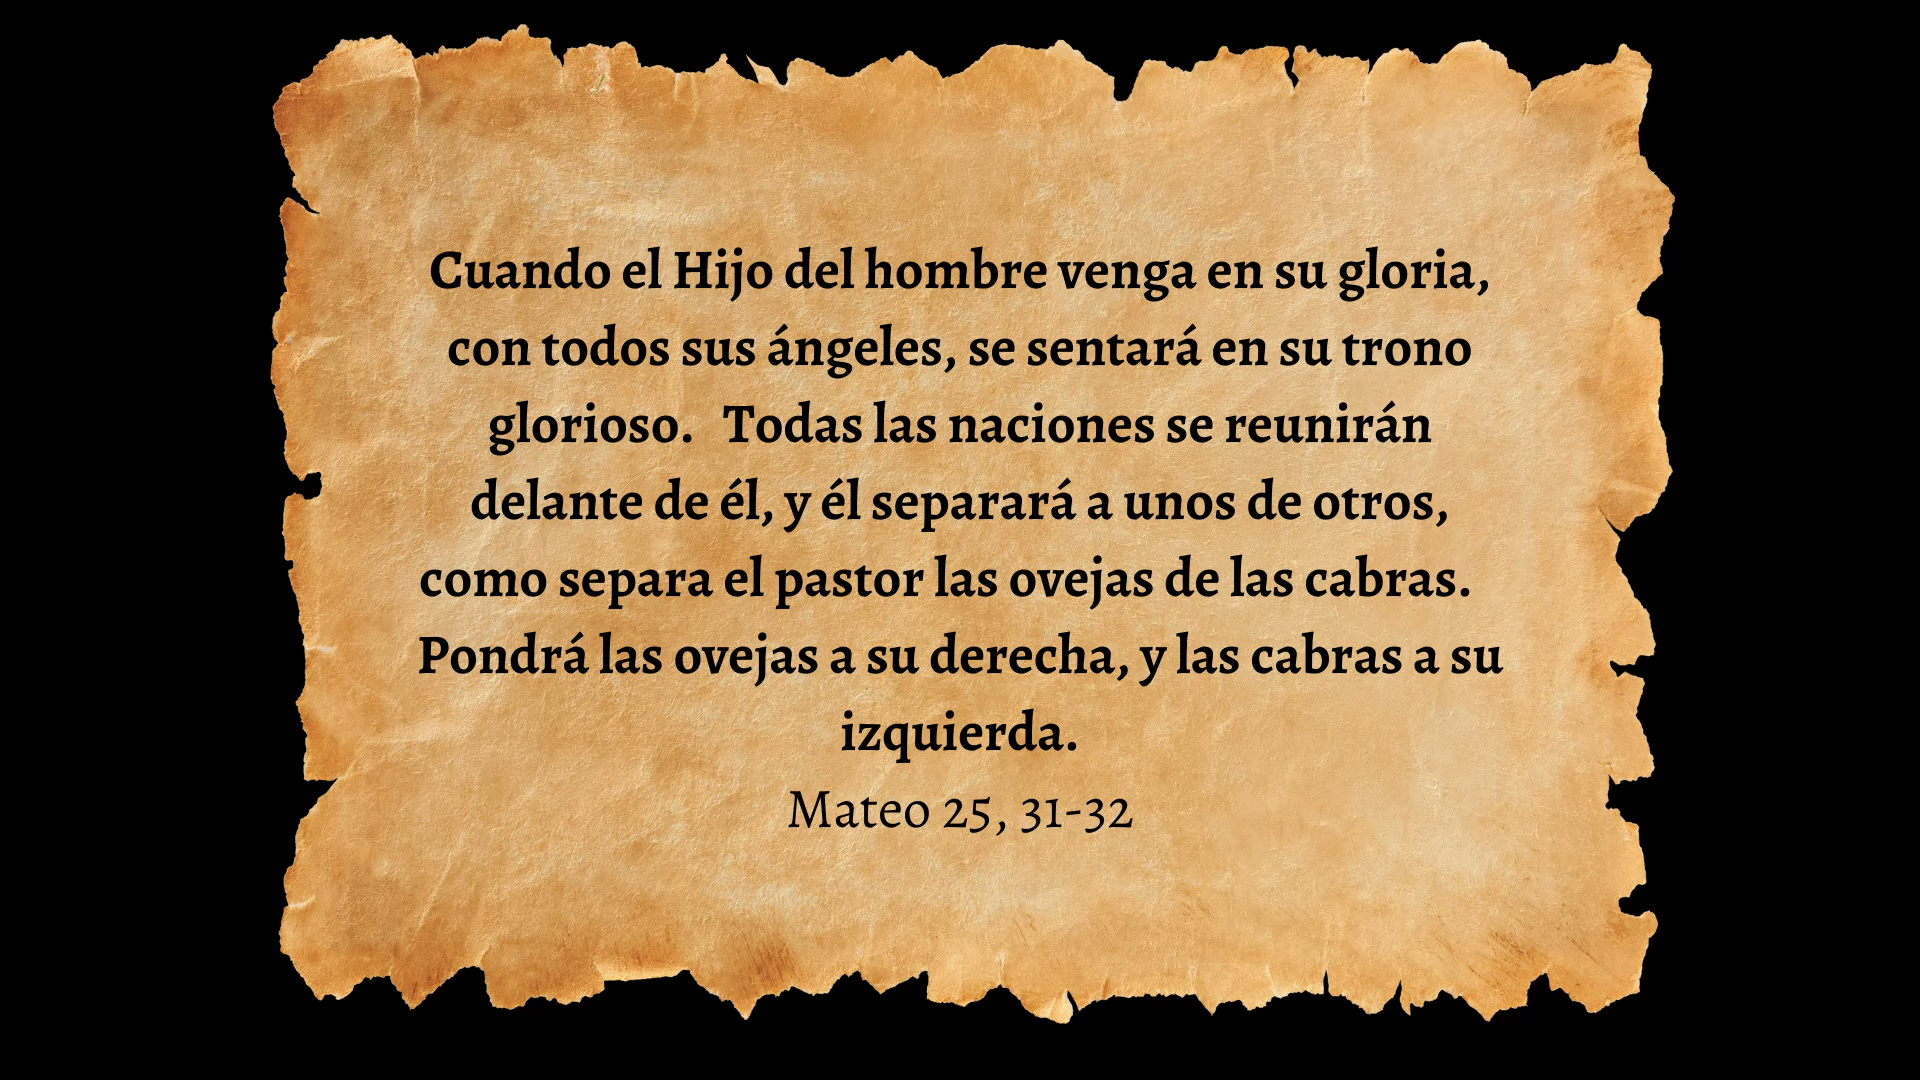 Cuando el Hijo del hombre venga en su gloria,
con todos sus ángeles, se sentará en su trono
glorioso.   Todas las naciones se reunirán
delante de él, y él separará a unos de otros,
como separa el pastor las ovejas de las cabras.
Pondrá las ovejas a su derecha, y las cabras a su
izquierda.
Mateo 25, 31-32